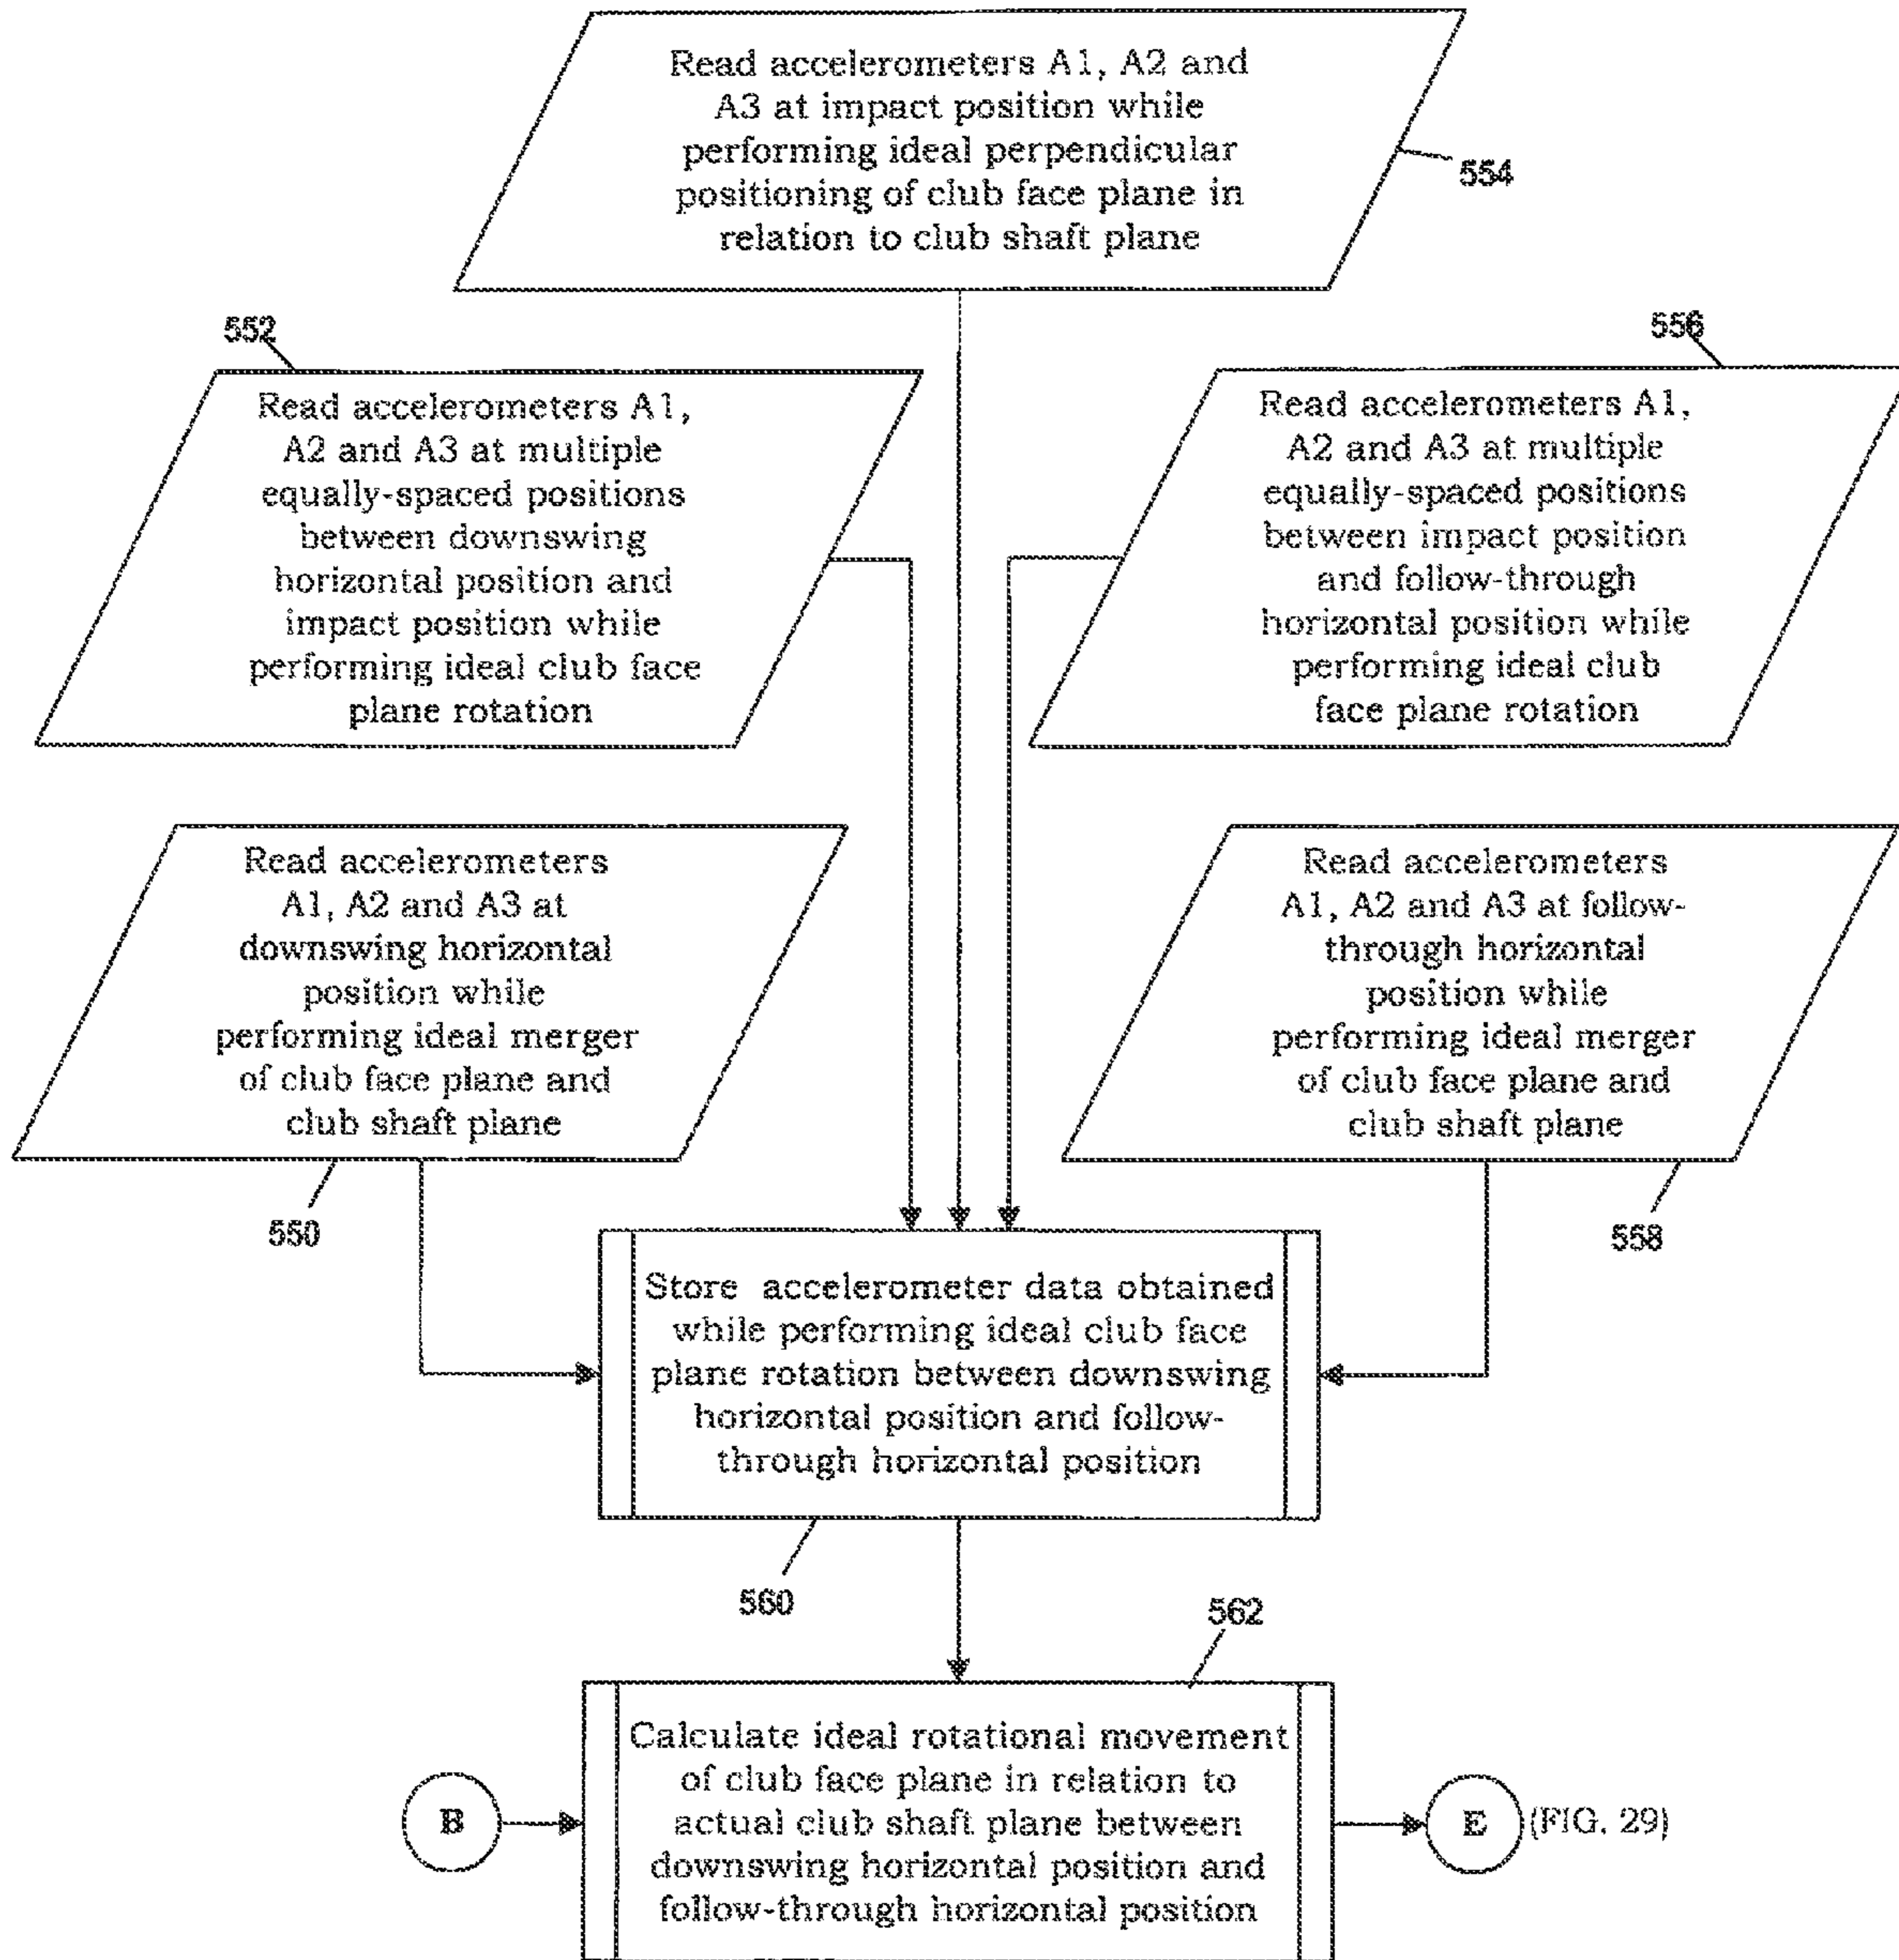 Read accelerometers A1, A2 and
A3 at impact position while
performing ideal perpendicular
positioning of club face plane in
relation to club shaft plane
554
552
Read accelerometers A1,
A2 and A3 at multiple
equally-spaced positions
between downswing
horizontal position and
impact position while
performing ideal club face
plane rotation
556
Read accelerometers A1,
A2 and A3 at multiple
equally-spaced positions
between impact position
and follow-through
horizontal position while
performing ideal club
face plane rotation
Read accelerometers
A1, A2 and A3 at
downswing horizontal
position while
performing ideal merger
of club face plane and
club shaft plane
550
Read accelerometers
A1, A2 and A3 at follow-
through horizontal
position while
performing ideal merger
of club face plane and
club shaft plane
558
Store accelerometer data obtained
while performing ideal club face
plane rotation between downswing
horizontal position and follow-
through horizontal position
560
562
Calculate ideal rotational movement
of club face plane in relation to
actual club shaft plane between
downswing horizontal position and
follow-through horizontal position
B
E (FIG. 29)